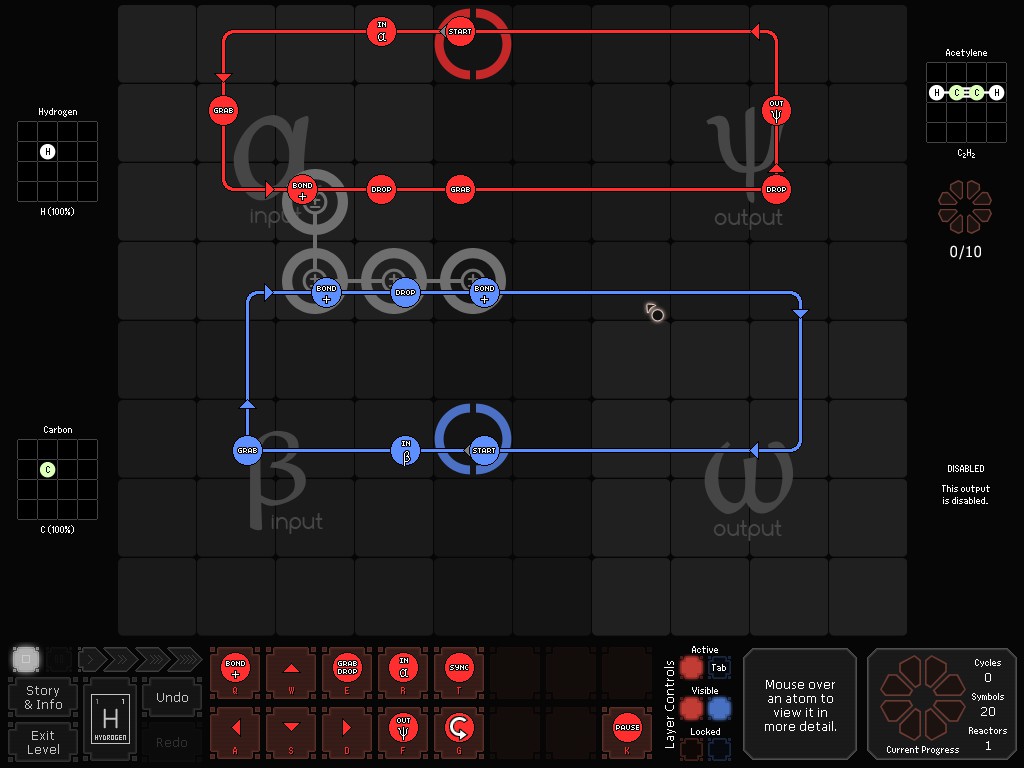 IN
α
START
Acetylene
Hydrogen
H C C H
GRAB
OUT
ψ
α
ψ
H
C₂H₂
BOND
+
DROP
GRAB
DROP
H (100%)
input
output
0/10
BOND
+
DROP
BOND
+
Carbon
β
ω
GRAB
IN
β
START
C
DISABLED
This output
is disabled.
C (100%)
input
output
Story
& Info
Exit
Level
1 1
H
HYDROGEN
Undo
Redo
BOND
+
Q
W
GRAB
DROP
E
IN
α
R
SYNC
T
A
S
D
OUT
ψ
F
G
PAUSE
K
Layer Controls
Active
Tab
Visible
Locked
Mouse over
an atom to
view it in
more detail.
Cycles
0
Symbols
20
Reactors
1
Current Progress